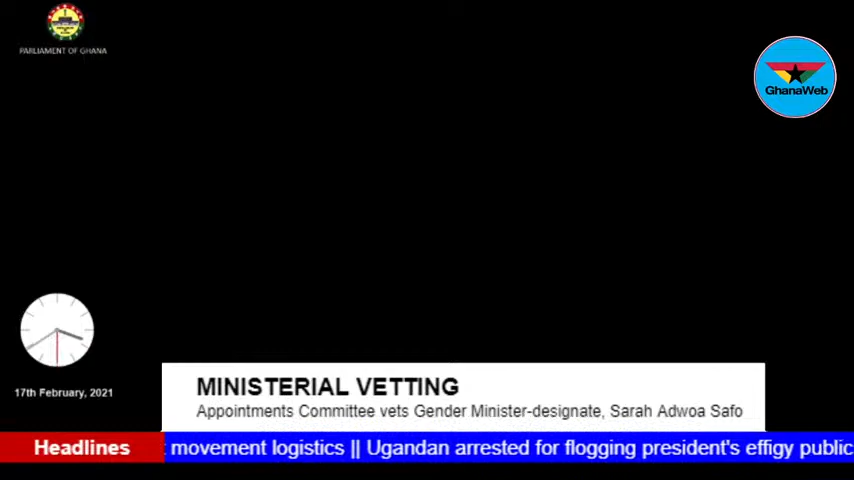 PARLIAMENT OF GHANA
GhanaWeb
17th February, 2021
MINISTERIAL VETTING
Appointments Committee vets Gender Minister-designate, Sarah Adwoa Safo
Headlines
movement logistics || Ugandan arrested for flogging president's effigy public